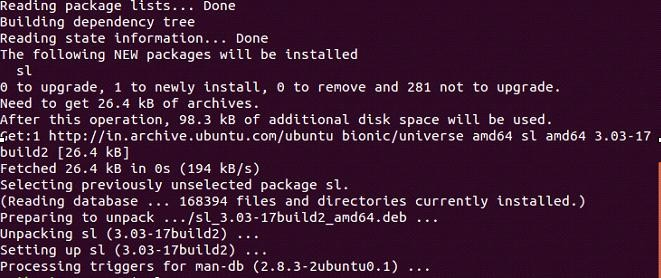 Reading package lists... Done
Building dependency tree
Reading state information... Done
The following NEW packages will be installed
  sl
0 to upgrade, 1 to newly install, 0 to remove and 281 not to upgrade.
Need to get 26.4 kB of archives.
After this operation, 98.3 kB of additional disk space will be used.
Get:1 http://in.archive.ubuntu.com/ubuntu bionic/universe amd64 sl amd64 3.03-17
build2 [26.4 kB]
Fetched 26.4 kB in 0s (194 kB/s)
Selecting previously unselected package sl.
(Reading database ... 168394 files and directories currently installed.)
Preparing to unpack .../sl_3.03-17build2_amd64.deb ...
Unpacking sl (3.03-17build2) ...
Setting up sl (3.03-17build2) ...
Processing triggers for man-db (2.8.3-2ubuntu0.1) ...